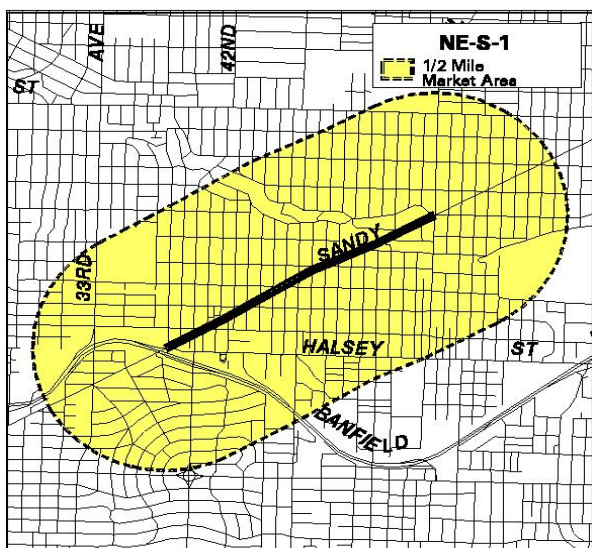 NE-S-1
1/2 Mile
Market Area
AVE
42ND
ST
SANDY
33RD
HALSEY
ST
BANFIELD